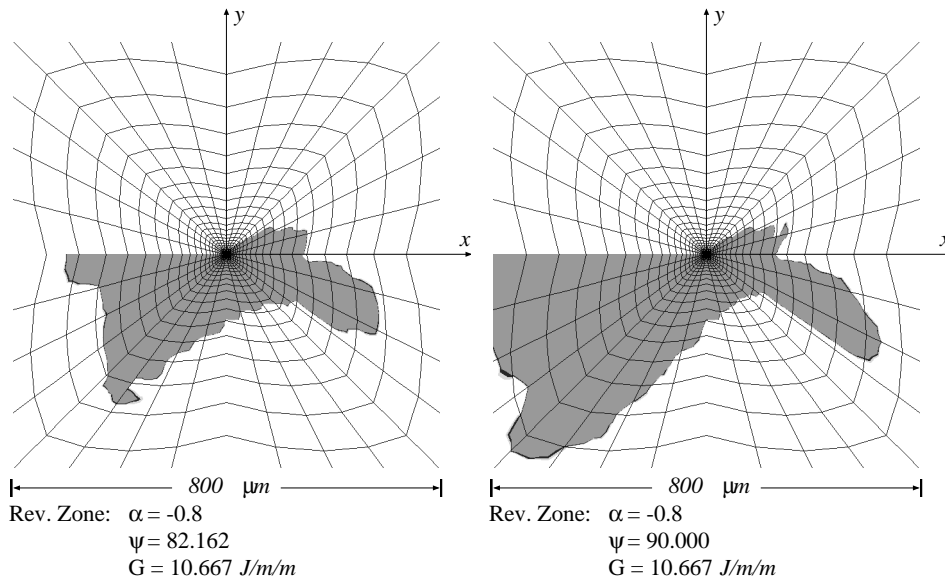 y
x
800 μm
Rev. Zone: α = -0.8
ψ = 82.162
G = 10.667 J/m/m
y
x
800 μm
Rev. Zone: α = -0.8
ψ = 90.000
G = 10.667 J/m/m